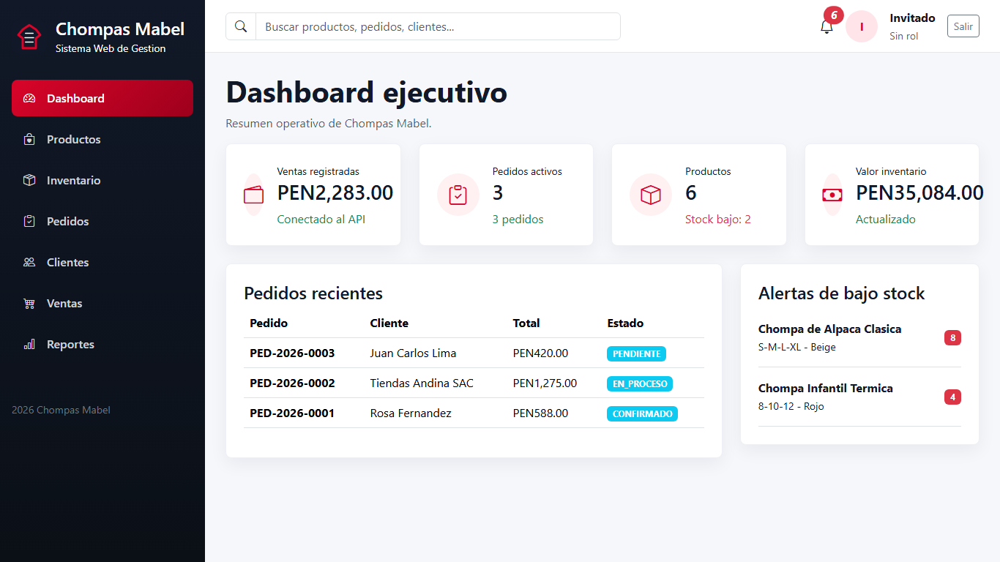 Chompas Mabel
Sistema Web de Gestion
Dashboard
Productos
Inventario
Pedidos
Clientes
Ventas
Reportes
2026 Chompas Mabel
Buscar productos, pedidos, clientes...
6
I
Invitado
Sin rol
Salir
Dashboard ejecutivo
Resumen operativo de Chompas Mabel.
Ventas registradas
PEN2,283.00
Conectado al API
Pedidos activos
3
3 pedidos
Productos
6
Stock bajo: 2
Valor inventario
PEN35,084.00
Actualizado
Pedidos recientes
Pedido Cliente Total Estado
PED-2026-0003 Juan Carlos Lima PEN420.00 PENDIENTE
PED-2026-0002 Tiendas Andina SAC PEN1,275.00 EN_PROCESO
PED-2026-0001 Rosa Fernandez PEN588.00 CONFIRMADO
Alertas de bajo stock
Chompa de Alpaca Clasica
S-M-L-XL - Beige
8
Chompa Infantil Termica
8-10-12 - Rojo
4